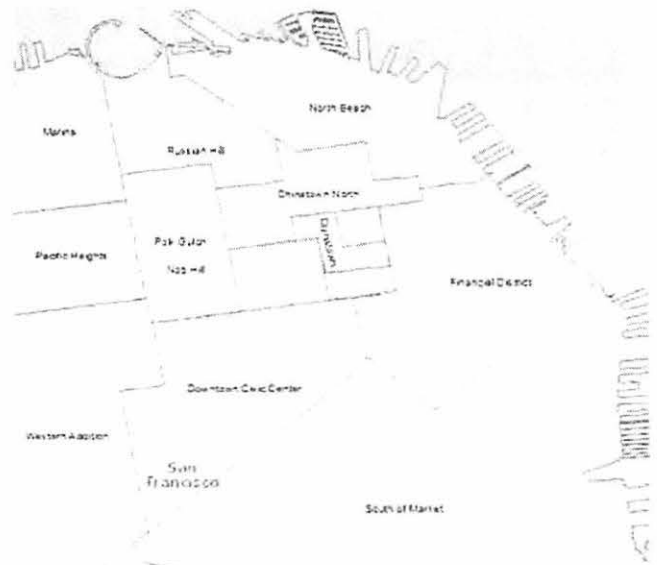 North Beach
Marina
Russian Hill
Chinatown North
Chinatown
Polk Gulch
Pacific Heights
Nob Hill
Financial District
Downtown Civic Center
Western Addition
San
Francisco
South of Market